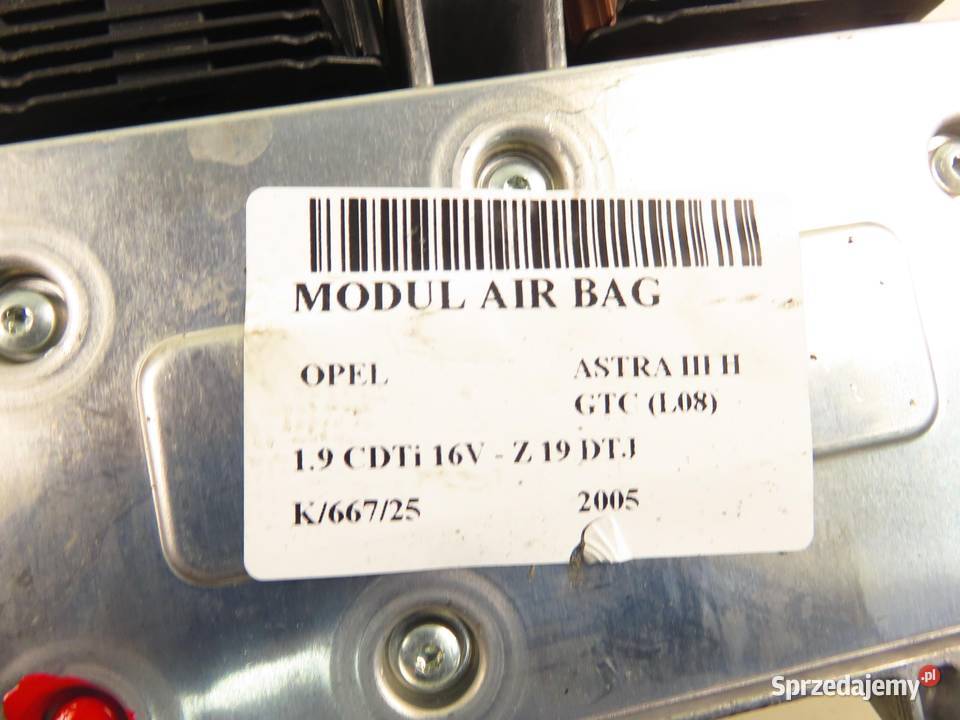 MODUL AIR BAG
OPEL
ASTRA III H
GTC (L08)
1.9 CDTi 16V - Z 19 DTJ
K/667/25
2005
Sprzedajemy.pl